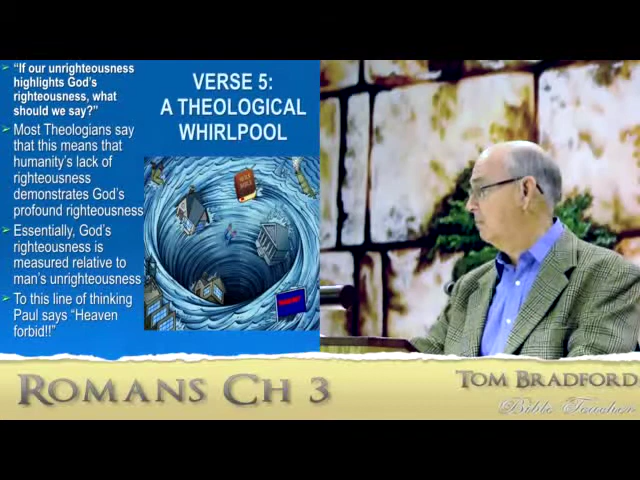 “If our unrighteousness
highlights God’s
righteousness, what
should we say?”
Most Theologians say
that this means that
humanity’s lack of
righteousness
demonstrates God’s
profound righteousness
Essentially, God’s
righteousness is
measured relative to
man’s unrighteousness
To this line of thinking
Paul says “Heaven
forbid!!”
VERSE 5:
A THEOLOGICAL
WHIRLPOOL
HOLY
BIBLE
ROMANS CH 3
TOM BRADFORD
Bible Teacher